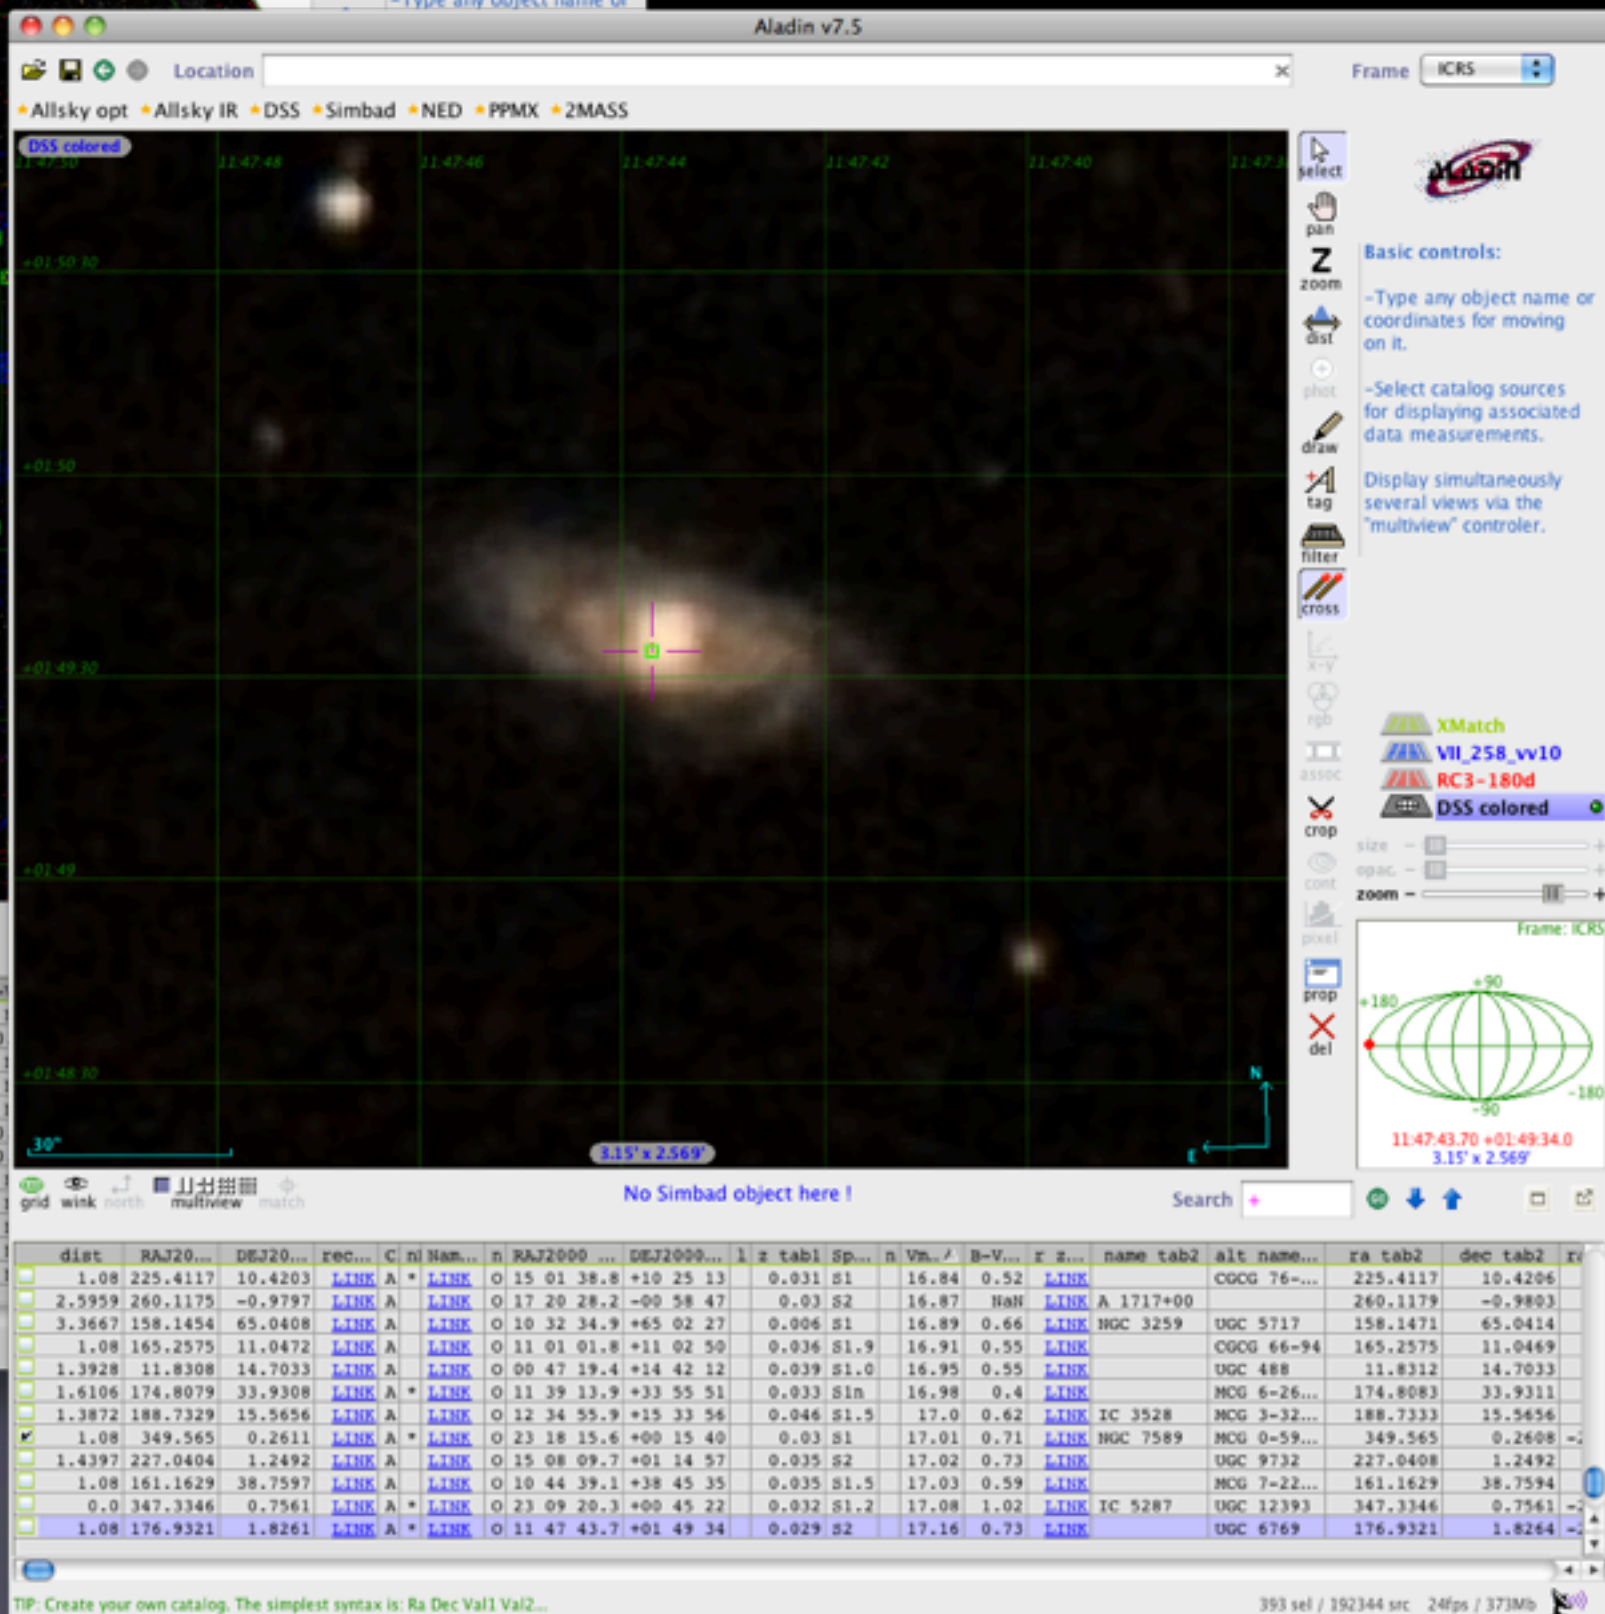 -Type any object name or
Aladin v7.5
Location
Frame ICRS
Allsky opt Allsky IR DSS Simbad NED PPMX 2MASS
DSS colored
11:47:50 11:47:48 11:47:46 11:47:44 11:47:42 11:47:40
+01:50:30
+01:50
+01:49:30
+01:49
+01:48:30
30"
3.15' x 2.569'
N
E
select
pan
Z
zoom
dist
phot
draw
tag
filter
cross
x-y
rgb
assoc
crop
cont
pixel
prop
del
ALADIN
Basic controls:
-Type any object name or
coordinates for moving
on it.
-Select catalog sources
for displaying associated
data measurements.
Display simultaneously
several views via the
"multiview" controler.
XMatch
VII_258_vv10
RC3-180d
DSS colored
size - +
opac. - +
zoom - +
Frame: ICRS
+90
+180
-180
-90
11:47:43.70 +01:49:34.0
3.15' x 2.569'
grid wink north multiview match
No Simbad object here !
Search + GO
dist RAJ20... DEJ20... rec... C n Nam... n RAJ2000 ... DEJ2000... l z tab1 Sp... n Vm.. B-V... r z... name tab2 alt name... ra tab2 dec tab2
1.08 225.4117 10.4203 LINK A * LINK O 15 01 38.8 +10 25 13 0.031 S1 16.84 0.52 LINK CGCG 76-... 225.4117 10.4206
2.5959 260.1175 -0.9797 LINK A LINK O 17 20 28.2 -00 58 47 0.03 S2 16.87 NaN LINK A 1717+00 260.1179 -0.9803
3.3667 158.1454 65.0408 LINK A LINK O 10 32 34.9 +65 02 27 0.006 S1 16.89 0.66 LINK NGC 3259 UGC 5717 158.1471 65.0414
1.08 165.2575 11.0472 LINK A LINK O 11 01 01.8 +11 02 50 0.036 S1.9 16.91 0.55 LINK CGCG 66-94 165.2575 11.0469
1.3928 11.8308 14.7033 LINK A LINK O 00 47 19.4 +14 42 12 0.039 S1.0 16.95 0.55 LINK UGC 488 11.8312 14.7033
1.6106 174.8079 33.9308 LINK A * LINK O 11 39 13.9 +33 55 51 0.033 S1n 16.98 0.4 LINK MCG 6-26... 174.8083 33.9311
1.3872 188.7329 15.5656 LINK A LINK O 12 34 55.9 +15 33 56 0.046 S1.5 17.0 0.62 LINK IC 3528 MCG 3-32... 188.7333 15.5656
1.08 349.565 0.2611 LINK A * LINK O 23 18 15.6 +00 15 40 0.03 S1 17.01 0.71 LINK NGC 7589 MCG 0-59... 349.565 0.2608
1.4397 227.0404 1.2492 LINK A LINK O 15 08 09.7 +01 14 57 0.035 S2 17.02 0.73 LINK UGC 9732 227.0408 1.2492
1.08 161.1629 38.7597 LINK A LINK O 10 44 39.1 +38 45 35 0.035 S1.5 17.03 0.59 LINK MCG 7-22... 161.1629 38.7594
0.0 347.3346 0.7561 LINK A * LINK O 23 09 20.3 +00 45 22 0.032 S1.2 17.08 1.02 LINK IC 5287 UGC 12393 347.3346 0.7561
1.08 176.9321 1.8261 LINK A * LINK O 11 47 43.7 +01 49 34 0.029 S2 17.16 0.73 LINK UGC 6769 176.9321 1.8264
TIP: Create your own catalog. The simplest syntax is: Ra Dec Val1 Val2...
393 sel / 192344 src 24fps / 373Mb